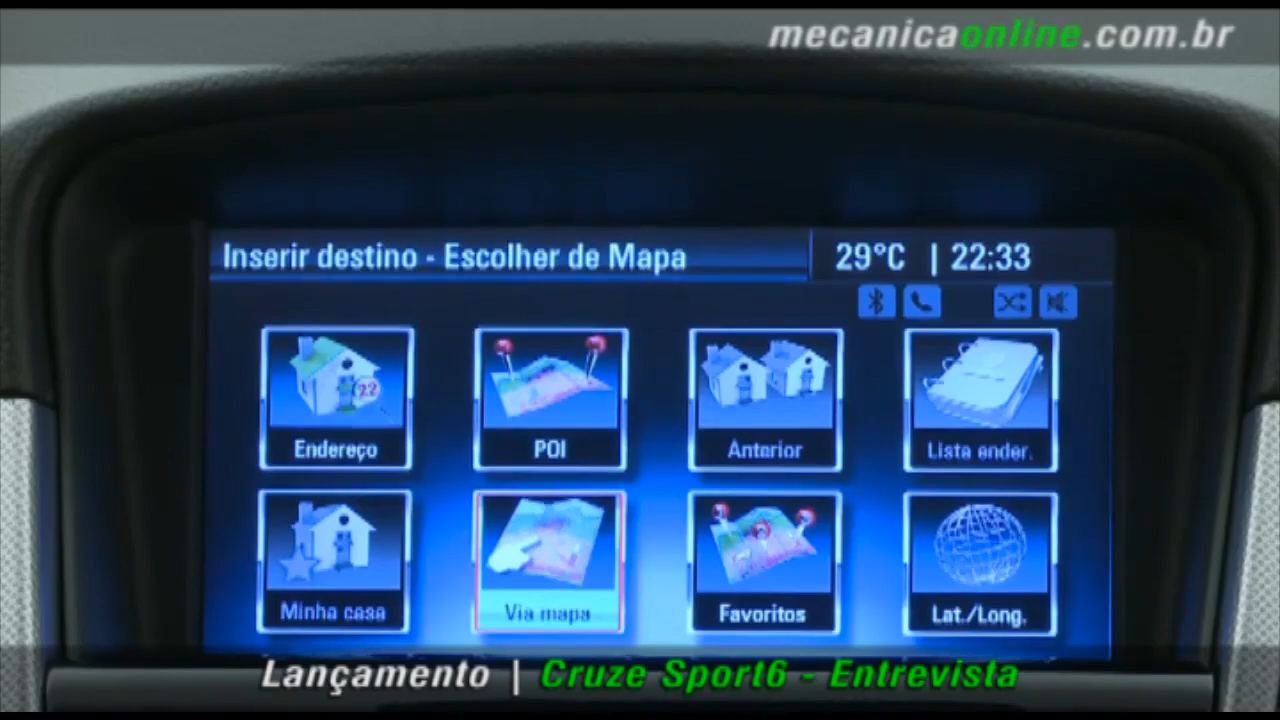 mecanicaonline.com.br
Inserir destino - Escolher de Mapa
29°C | 22:33
22
Endereço
POI
Anterior
Lista ender.
Minha casa
Via mapa
Favoritos
Lat./Long.
Lançamento | Cruze Sport6 - Entrevista